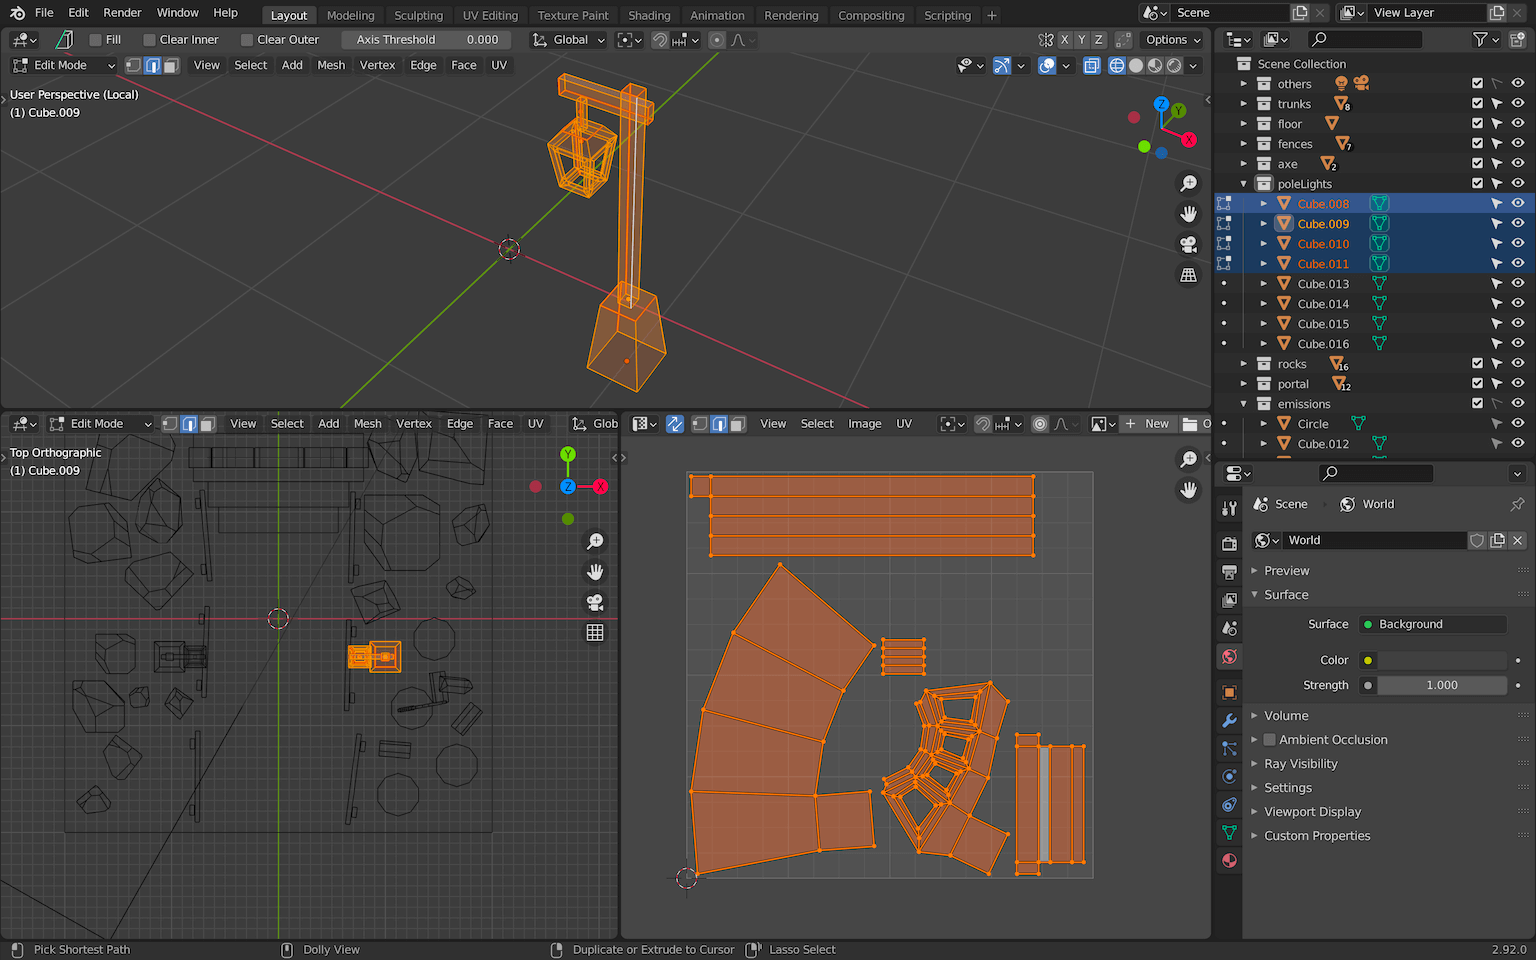 File Edit Render Window Help Layout Modeling Sculpting UV Editing Texture Paint Shading Animation Rendering Compositing Scripting + Scene View Layer
Fill Clear Inner Clear Outer Axis Threshold 0.000 Global X Y Z Options
Edit Mode View Select Add Mesh Vertex Edge Face UV
User Perspective (Local)
(1) Cube.009
Z
Y
X
Scene Collection
others
trunks 8
floor
fences 7
axe 2
poleLights
Cube.008
Cube.009
Cube.010
Cube.011
Cube.013
Cube.014
Cube.015
Cube.016
rocks 16
portal 12
emissions
Circle
Cube.012
Edit Mode View Select Add Mesh Vertex Edge Face UV Glob
Top Orthographic
(1) Cube.009
Y
Z X
View Select Image UV + New O
Scene › World
World
Preview
Surface
Surface Background
Color
Strength 1.000
Volume
Ambient Occlusion
Ray Visibility
Settings
Viewport Display
Custom Properties
Pick Shortest Path Dolly View Duplicate or Extrude to Cursor Lasso Select 2.92.0